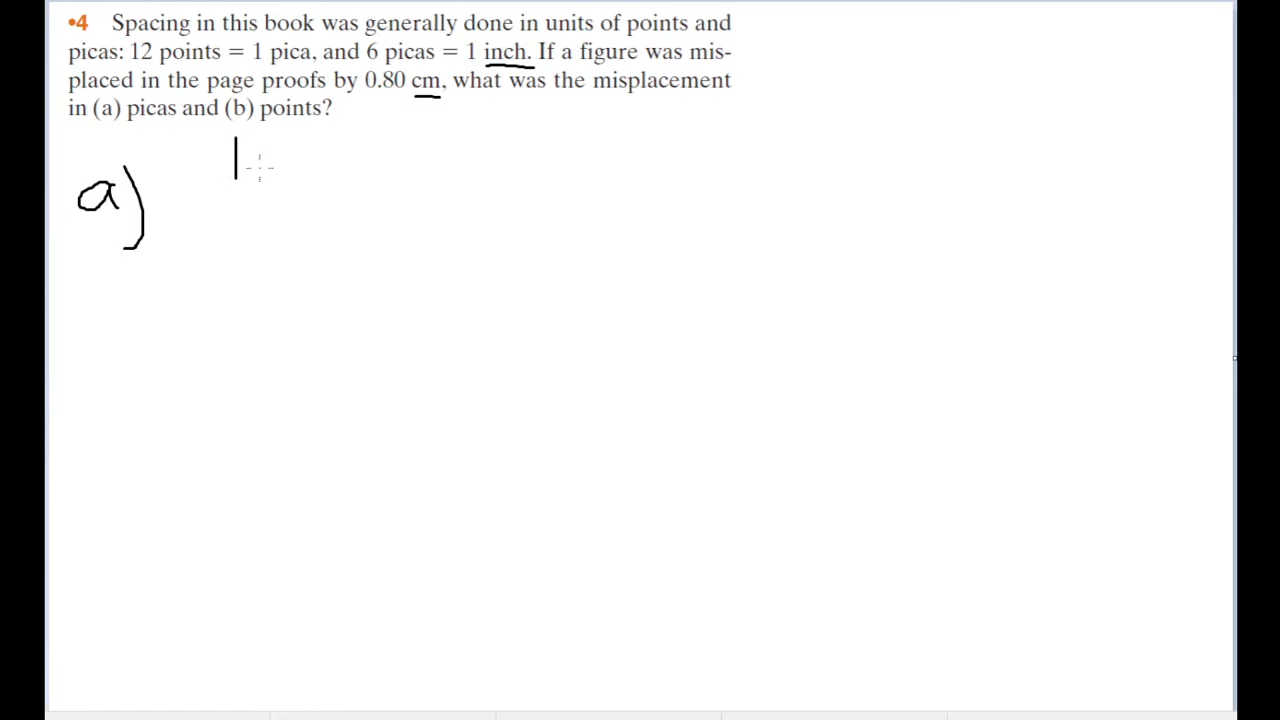 •4 Spacing in this book was generally done in units of points and
picas: 12 points = 1 pica, and 6 picas = 1 inch. If a figure was mis-
placed in the page proofs by 0.80 cm, what was the misplacement
in (a) picas and (b) points?
a) 1